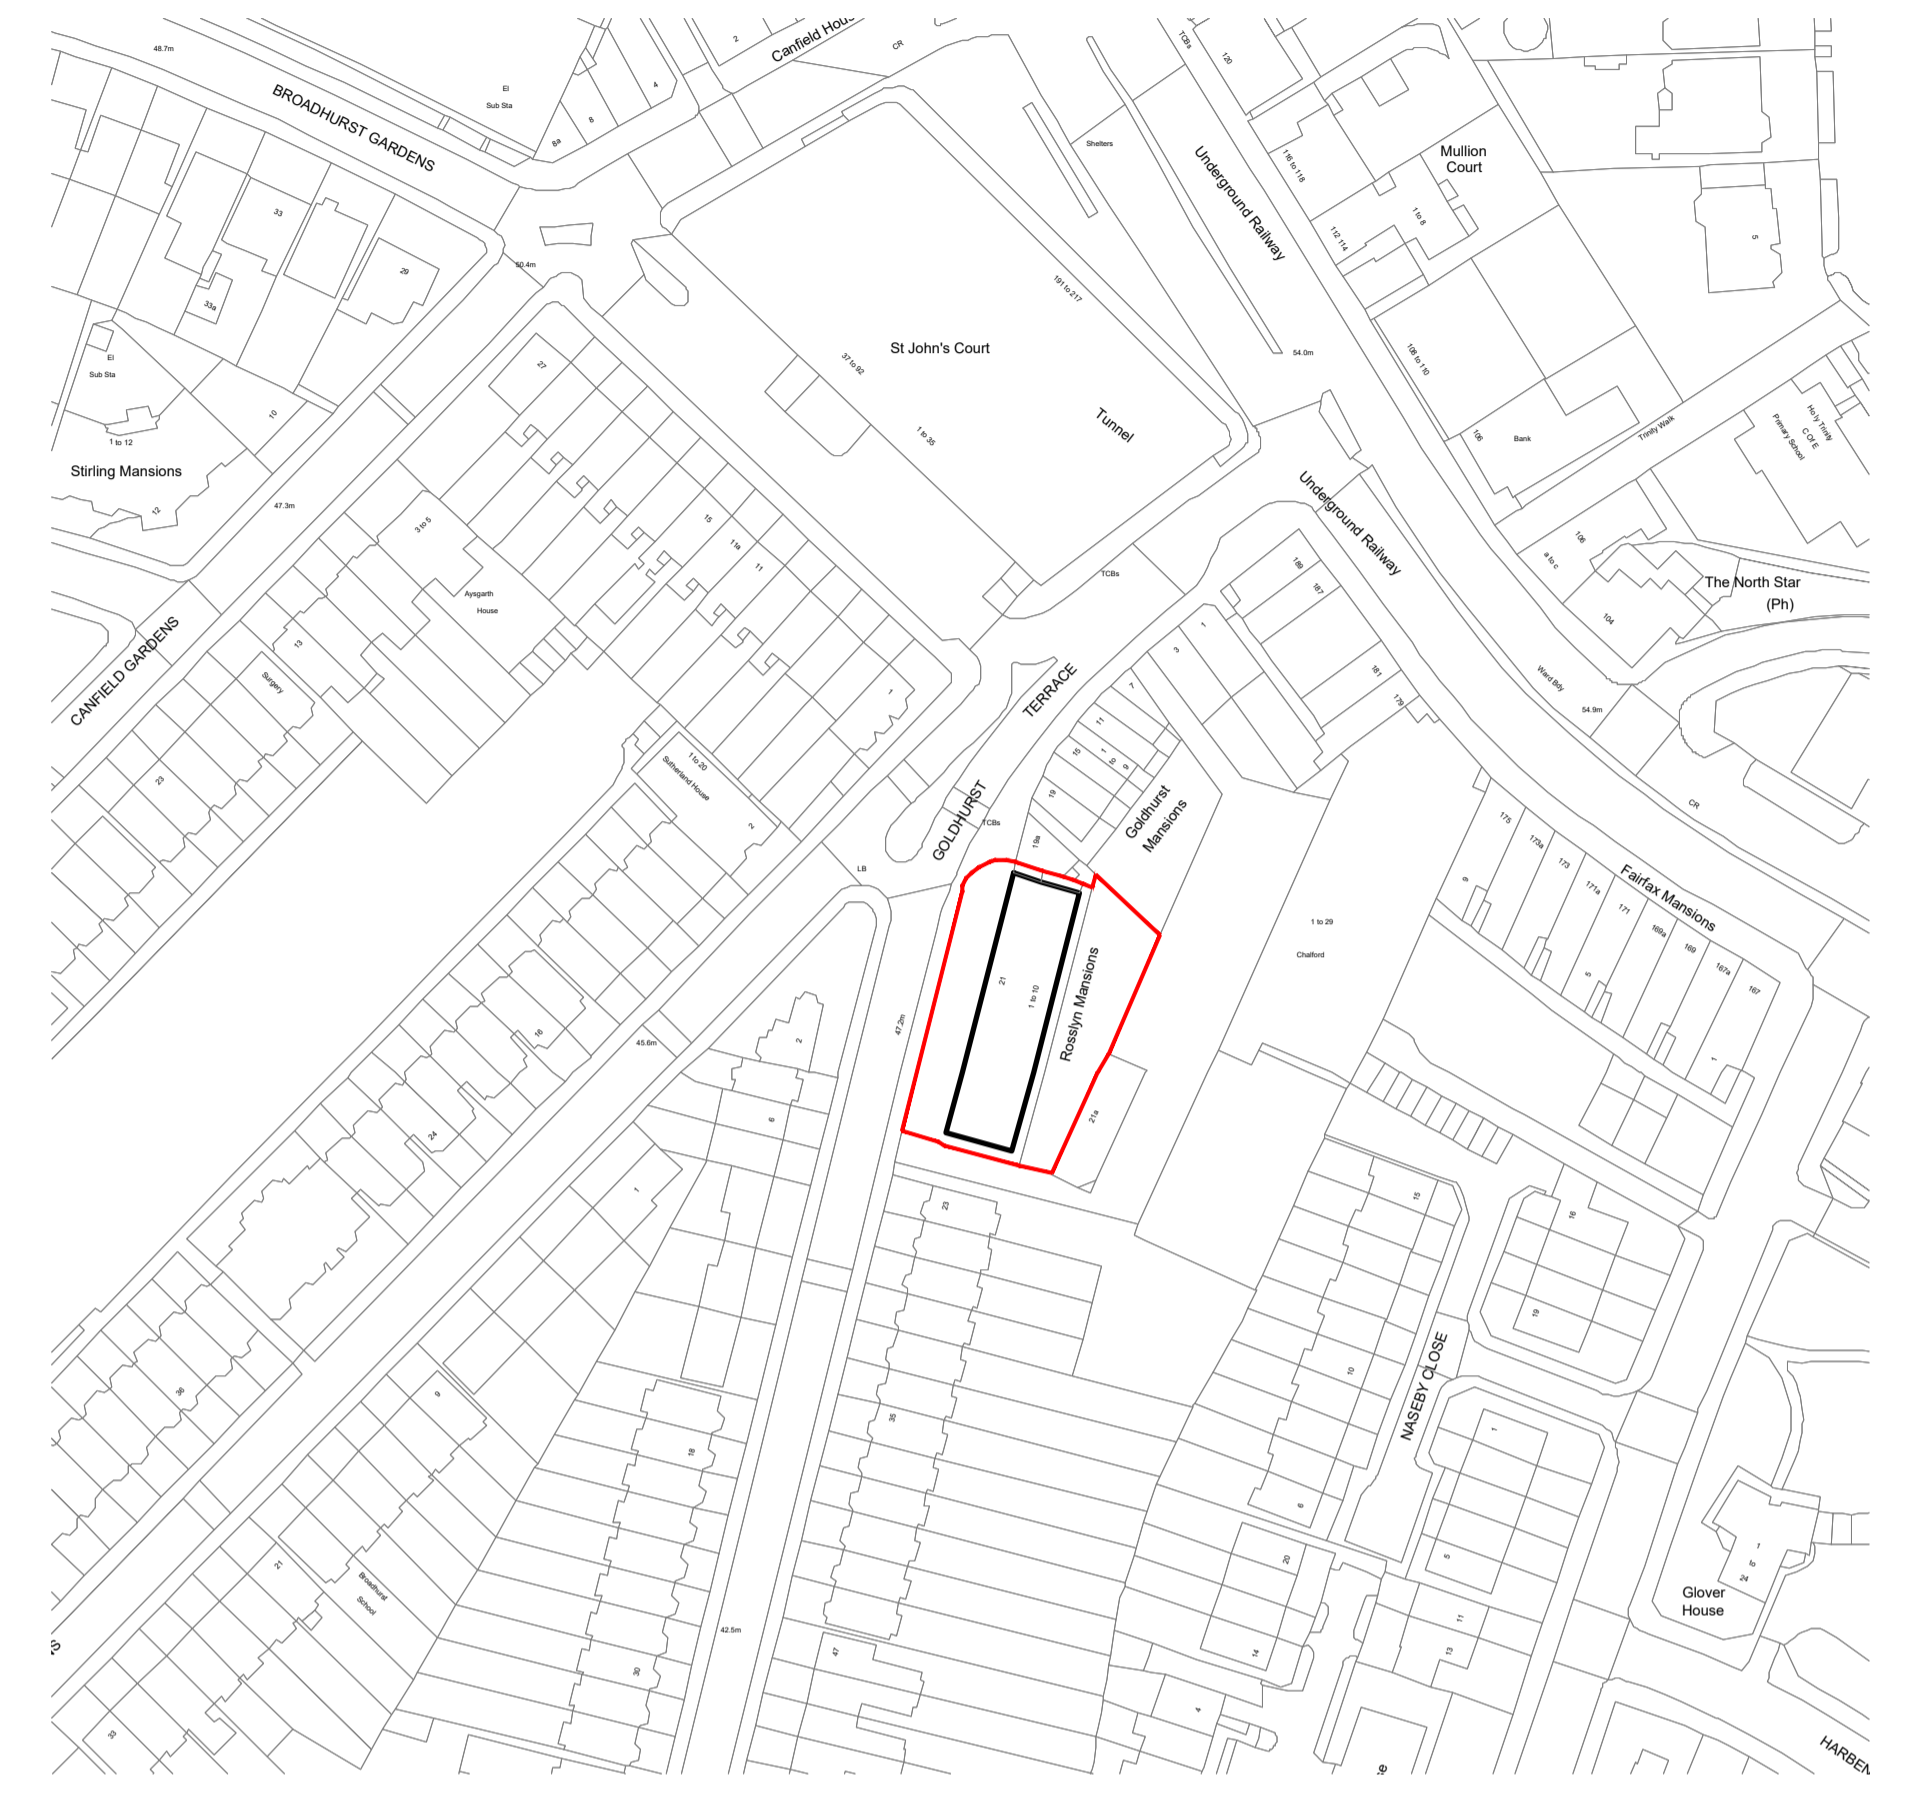 48.7m
BROADHURST GARDENS
El
Sub Sta
2
Canfield Hou
CR
4
8
8a
TCBs
120
Shelters
Underground Railway
116 to 118
Mullion
Court
1 to 8
112 114
5
33
33a
29
50.4m
191 to 217
St John's Court
37 to 92
1 to 35
Tunnel
54.0m
108 to 110
106
Bank
Trinity Walk
Holy Trinity
C Of E
Primary School
El
Sub Sta
1 to 12
Stirling Mansions
12
10
27
47.3m
3 to 5
15
11a
11
Aysgarth
House
TCBs
Underground Railway
106
a to c
The North Star
(Ph)
104
189
187
181
179
Ward Bdy
54.9m
CR
CANFIELD GARDENS
13
Surgery
23
1
3
1
7
11
15
1
10
9
19
19a
GOLDHURST TERRACE
TCBs
Goldhurst
Mansions
1 to 20
Sutherland House
2
LB
175
173a
173
171a
171
169a
169
167a
167
Fairfax Mansions
9
5
1
1 to 29
Chalford
21
1 to 10
Rosslyn Mansions
21a
47.2m
45.6m
16
24
36
2
6
1
9
18
30
23
35
47
42.5m
21
Broadhurst
School
33
S
15
10
6
NASEBY CLOSE
16
19
1
5
20
14
11
13
4
Glover
House
1
to
24
HARBEN
e